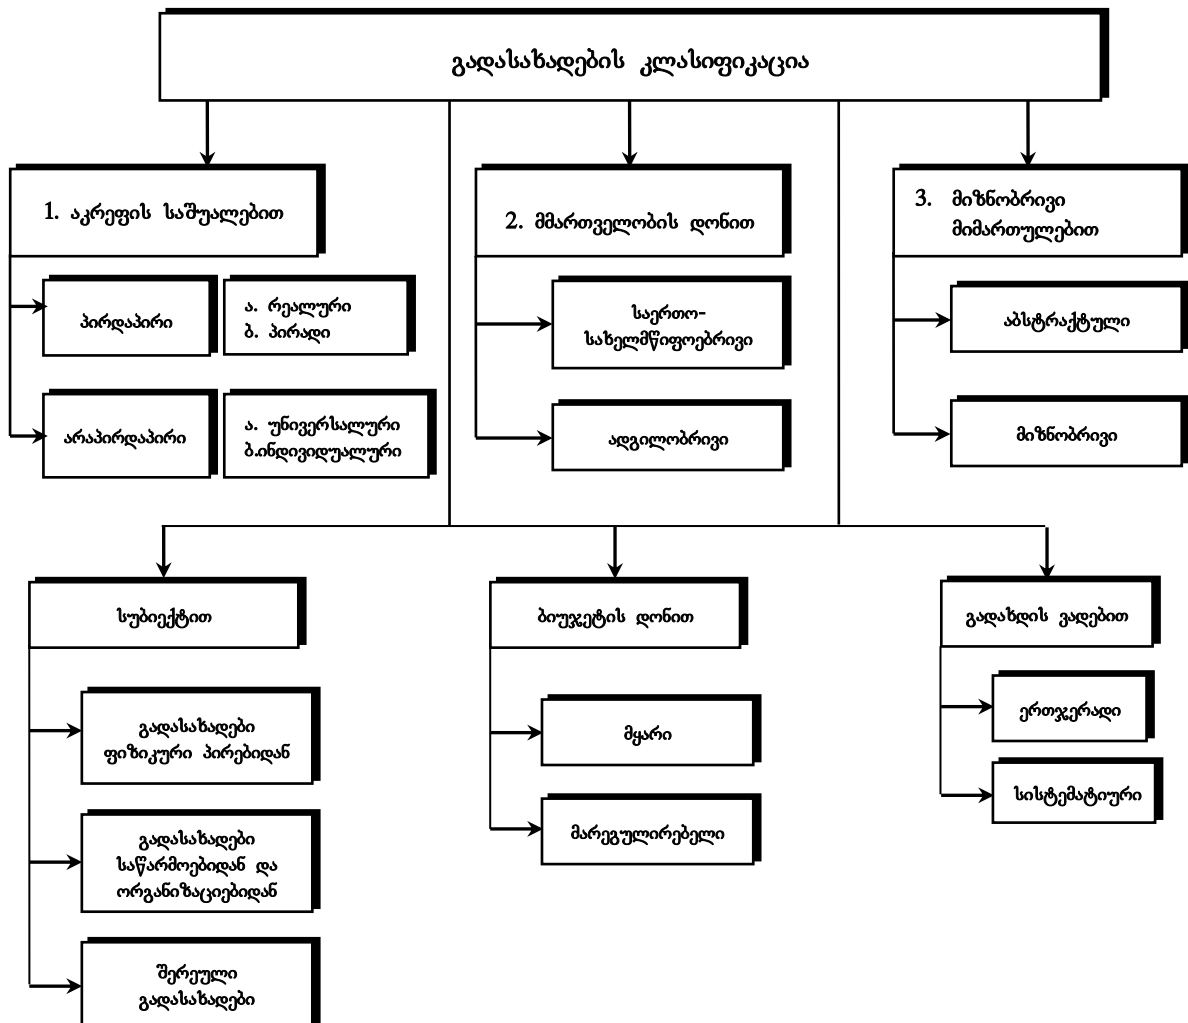 გადასახადების კლასიფიკაცია
1. აკრეფის საშუალებით
2. მმართველობის დონით
3. მიზნობრივი
მიმართულებით
პირდაპირი
ა. რეალური
ბ. პირადი
არაპირდაპირი
ა. უნივერსალური
ბ.ინდივიდუალური
საერთო-
სახელმწიფოებრივი
ადგილობრივი
აბსტრაქტული
მიზნობრივი
სუბიექტით
გადასახადები
ფიზიკური პირებიდან
გადასახადები
საწარმოებიდან და
ორგანიზაციებიდან
შერეული
გადასახადები
ბიუჯეტის დონით
მყარი
მარეგულირებელი
გადახდის ვადებით
ერთჯერადი
სისტემატიური